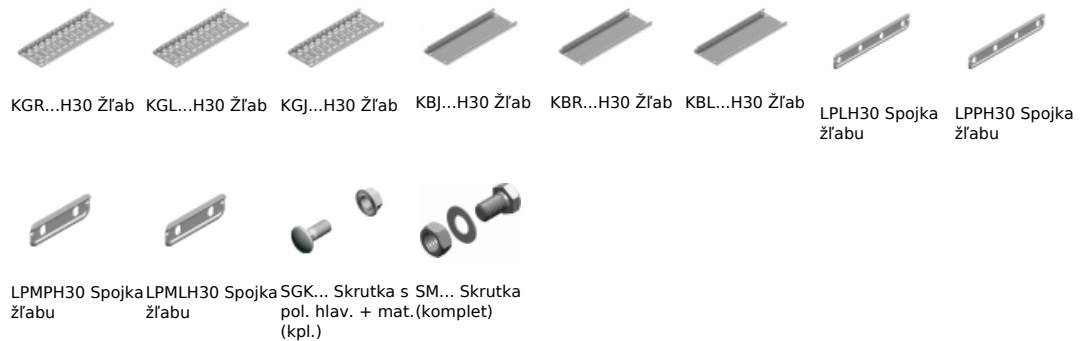 KGR...H30 Žľab
KGL...H30 Žľab
KGJ...H30 Žľab
KBJ...H30 Žľab
KBR...H30 Žľab
KBL...H30 Žľab
LPLH30 Spojka
žľabu
LPPH30 Spojka
žľabu
LPMPH30 Spojka
žľabu
LPMLH30 Spojka
žľabu
SGK... Skrutka s
pol. hlav. + mat.
(kpl.)
SM... Skrutka
(komplet)